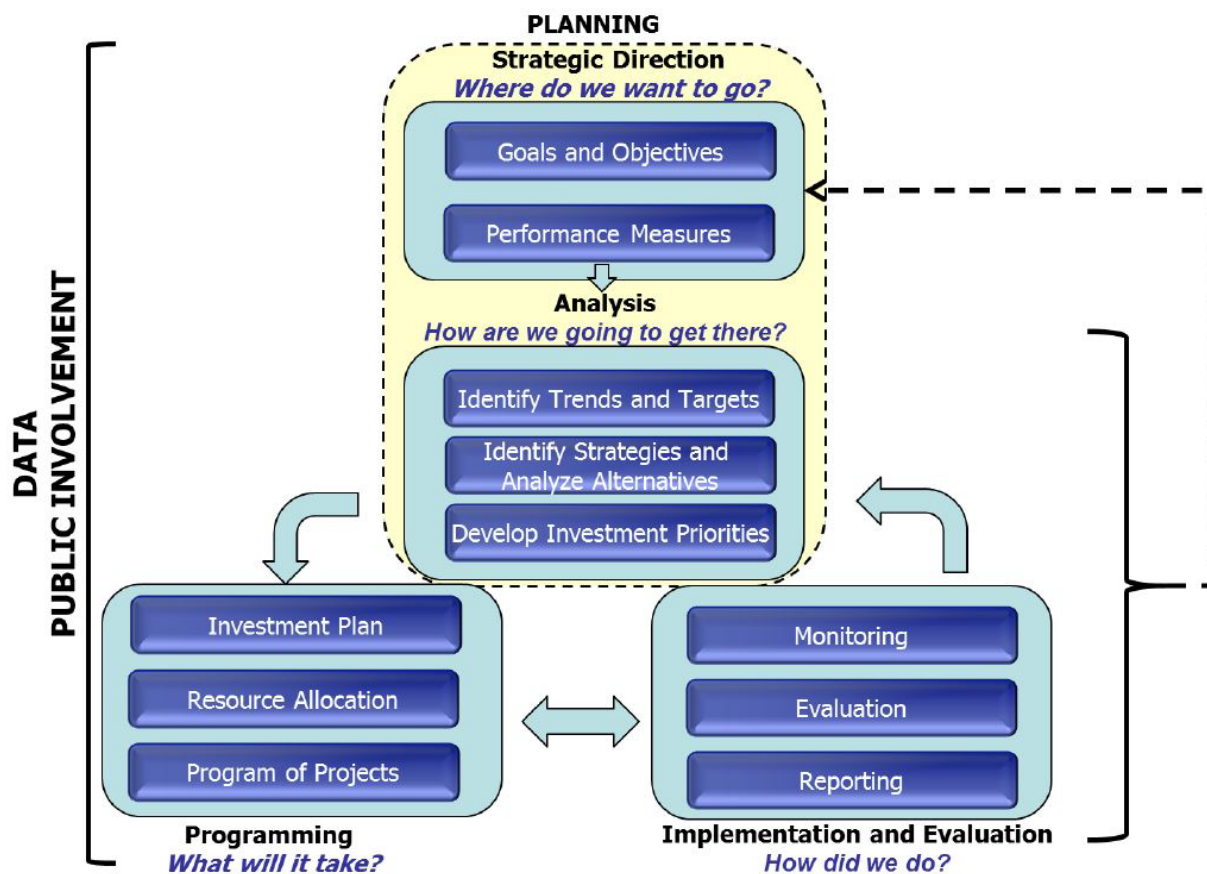 PLANNING
Strategic Direction
Where do we want to go?
Goals and Objectives
Performance Measures
Analysis
How are we going to get there?
Identify Trends and Targets
Identify Strategies and
Analyze Alternatives
Develop Investment Priorities
DATA
PUBLIC INVOLVEMENT
Investment Plan
Resource Allocation
Program of Projects
Programming
What will it take?
Monitoring
Evaluation
Reporting
Implementation and Evaluation
How did we do?